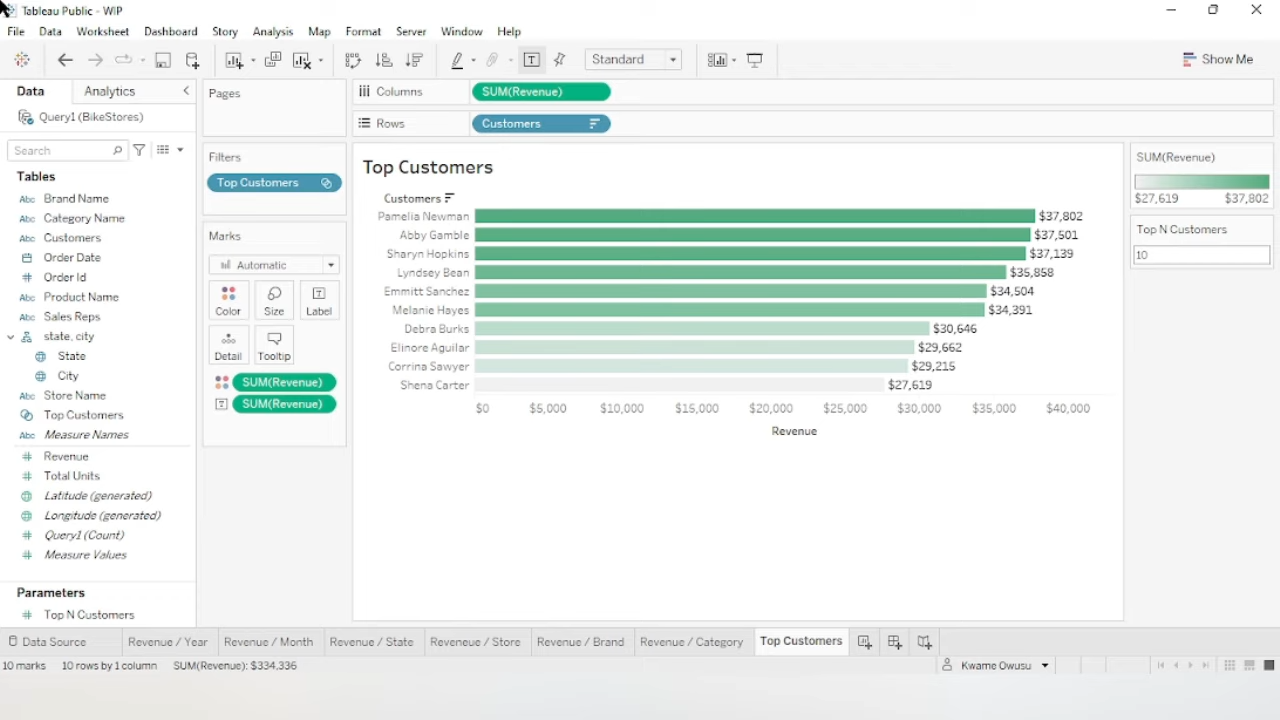 Tableau Public - WIP
File Data Worksheet Dashboard Story Analysis Map Format Server Window Help
Standard
Show Me
Data Analytics
Query1 (BikeStores)
Search
Tables
Abc Brand Name
Abc Category Name
Abc Customers
Order Date
# Order Id
Abc Product Name
Abc Sales Reps
state, city
State
City
Abc Store Name
Top Customers
Abc Measure Names
# Revenue
# Total Units
Latitude (generated)
Longitude (generated)
# Query1 (Count)
# Measure Values
Parameters
# Top N Customers
Pages
Filters
Top Customers
Marks
Automatic
Color Size Label
Detail Tooltip
SUM(Revenue)
SUM(Revenue)
Columns SUM(Revenue)
Rows Customers
Top Customers
Customers
Pamelia Newman $37,802
Abby Gamble $37,501
Sharyn Hopkins $37,139
Lyndsey Bean $35,858
Emmitt Sanchez $34,504
Melanie Hayes $34,391
Debra Burks $30,646
Elinore Aguilar $29,662
Corrina Sawyer $29,215
Shena Carter $27,619
$0 $5,000 $10,000 $15,000 $20,000 $25,000 $30,000 $35,000 $40,000
Revenue
SUM(Revenue)
$27,619 $37,802
Top N Customers
10
Data Source Revenue / Year Revenue / Month Revenue / State Reveneue / Store Revenue / Brand Revenue / Category Top Customers
10 marks 10 rows by 1 column SUM(Revenue): $334,336 Kwame Owusu